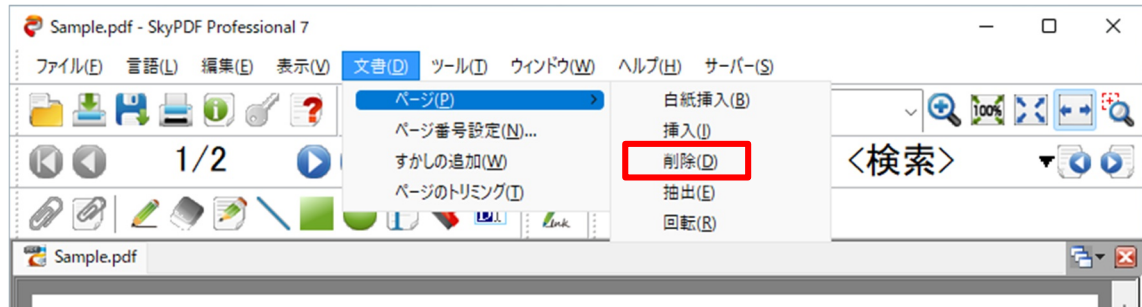 Sample.pdf - SkyPDF Professional 7
ファイル(F) 言語(L) 編集(E) 表示(V) 文書(D) ツール(T) ウィンドウ(W) ヘルプ(H) サーバー(S)
ページ(P)
ページ番号設定(N)...
すかしの追加(W)
ページのトリミング(T)
白紙挿入(B)
挿入(I)
削除(D)
抽出(E)
回転(R)
100%
1/2
<検索>
Link
Sample.pdf